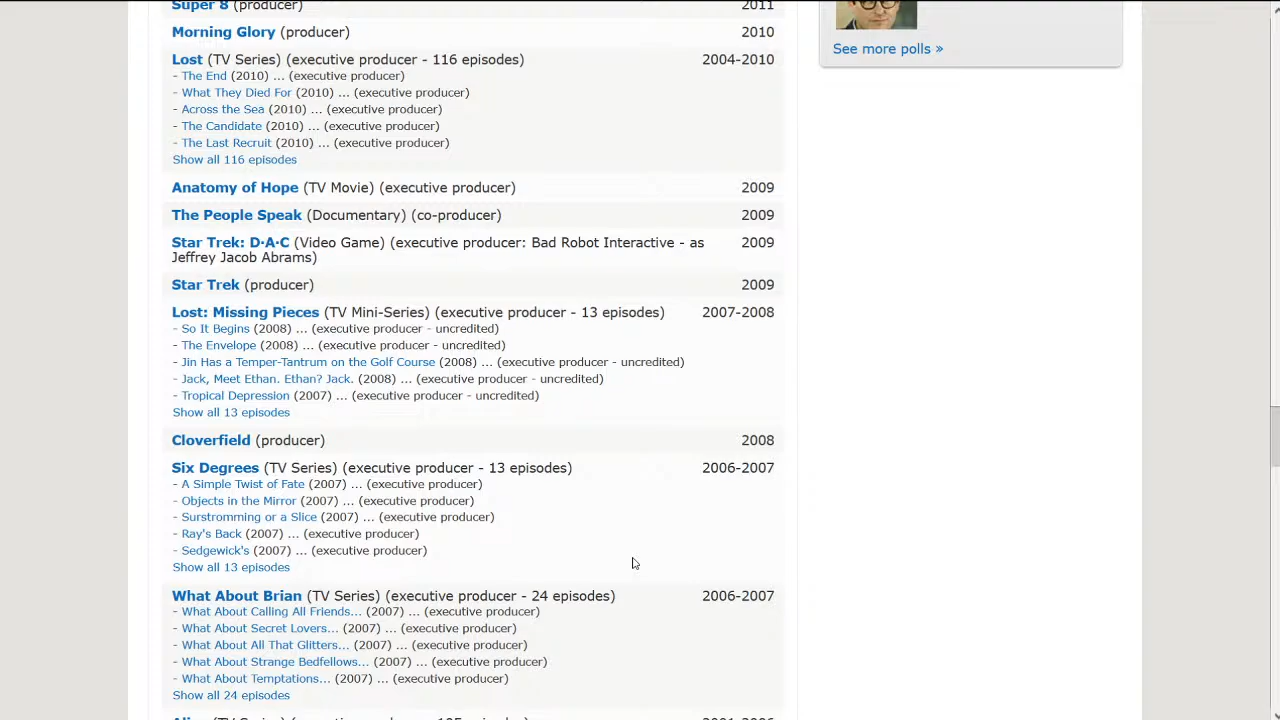 Super 8 (producer) 2011
See more polls »
Morning Glory (producer) 2010
Lost (TV Series) (executive producer - 116 episodes) 2004-2010
- The End (2010) ... (executive producer)
- What They Died For (2010) ... (executive producer)
- Across the Sea (2010) ... (executive producer)
- The Candidate (2010) ... (executive producer)
- The Last Recruit (2010) ... (executive producer)
Show all 116 episodes
Anatomy of Hope (TV Movie) (executive producer) 2009
The People Speak (Documentary) (co-producer) 2009
Star Trek: D·A·C (Video Game) (executive producer: Bad Robot Interactive - as 2009
Jeffrey Jacob Abrams)
Star Trek (producer) 2009
Lost: Missing Pieces (TV Mini-Series) (executive producer - 13 episodes) 2007-2008
- So It Begins (2008) ... (executive producer - uncredited)
- The Envelope (2008) ... (executive producer - uncredited)
- Jin Has a Temper-Tantrum on the Golf Course (2008) ... (executive producer - uncredited)
- Jack, Meet Ethan. Ethan? Jack. (2008) ... (executive producer - uncredited)
- Tropical Depression (2007) ... (executive producer - uncredited)
Show all 13 episodes
Cloverfield (producer) 2008
Six Degrees (TV Series) (executive producer - 13 episodes) 2006-2007
- A Simple Twist of Fate (2007) ... (executive producer)
- Objects in the Mirror (2007) ... (executive producer)
- Surstromming or a Slice (2007) ... (executive producer)
- Ray's Back (2007) ... (executive producer)
- Sedgewick's (2007) ... (executive producer)
Show all 13 episodes
What About Brian (TV Series) (executive producer - 24 episodes) 2006-2007
- What About Calling All Friends... (2007) ... (executive producer)
- What About Secret Lovers... (2007) ... (executive producer)
- What About All That Glitters... (2007) ... (executive producer)
- What About Strange Bedfellows... (2007) ... (executive producer)
- What About Temptations... (2007) ... (executive producer)
Show all 24 episodes